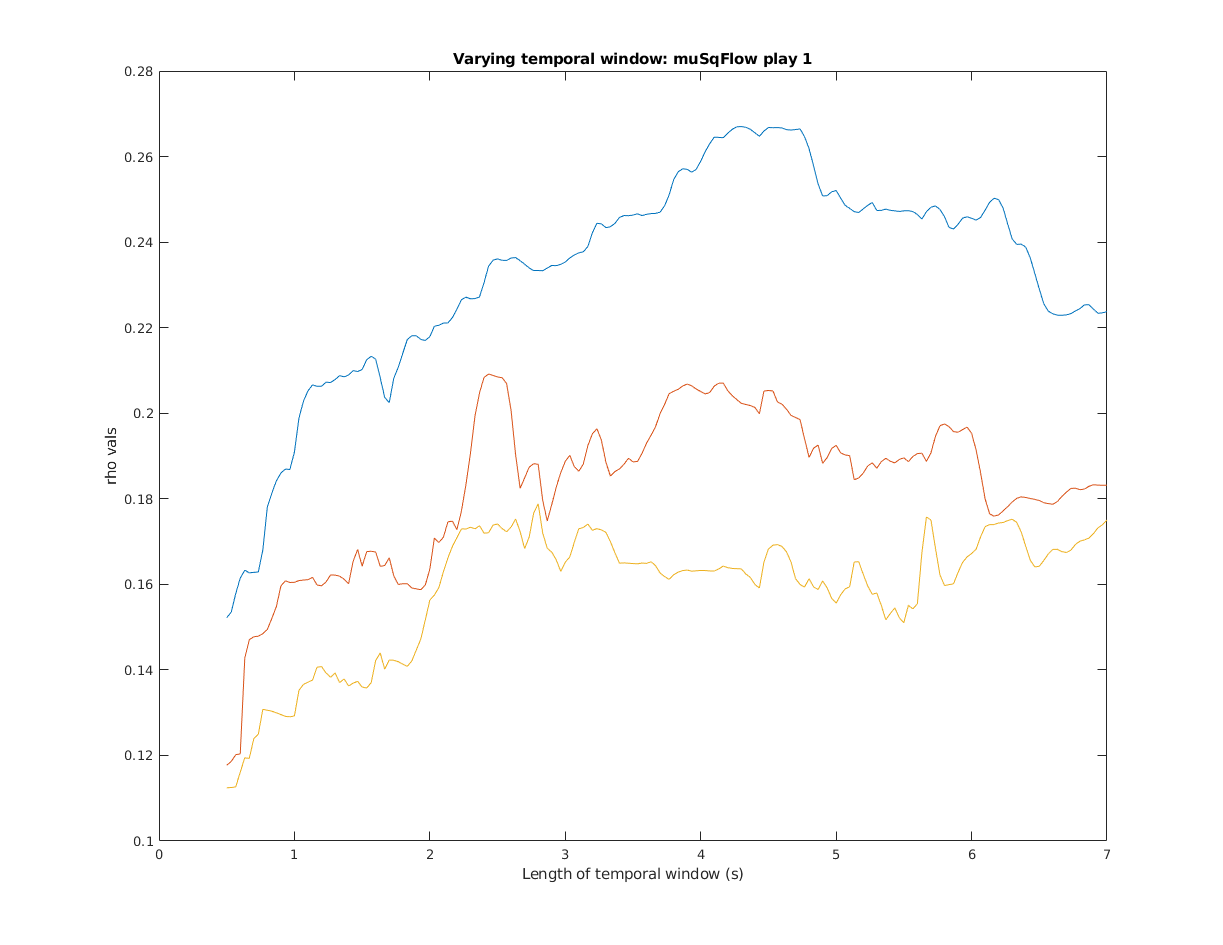 Varying temporal window: muSqFlow play 1
0.28
0.26
0.24
0.22
0.2
0.18
0.16
0.14
0.12
0.1
rho vals
0 1 2 3 4 5 6 7
Length of temporal window (s)